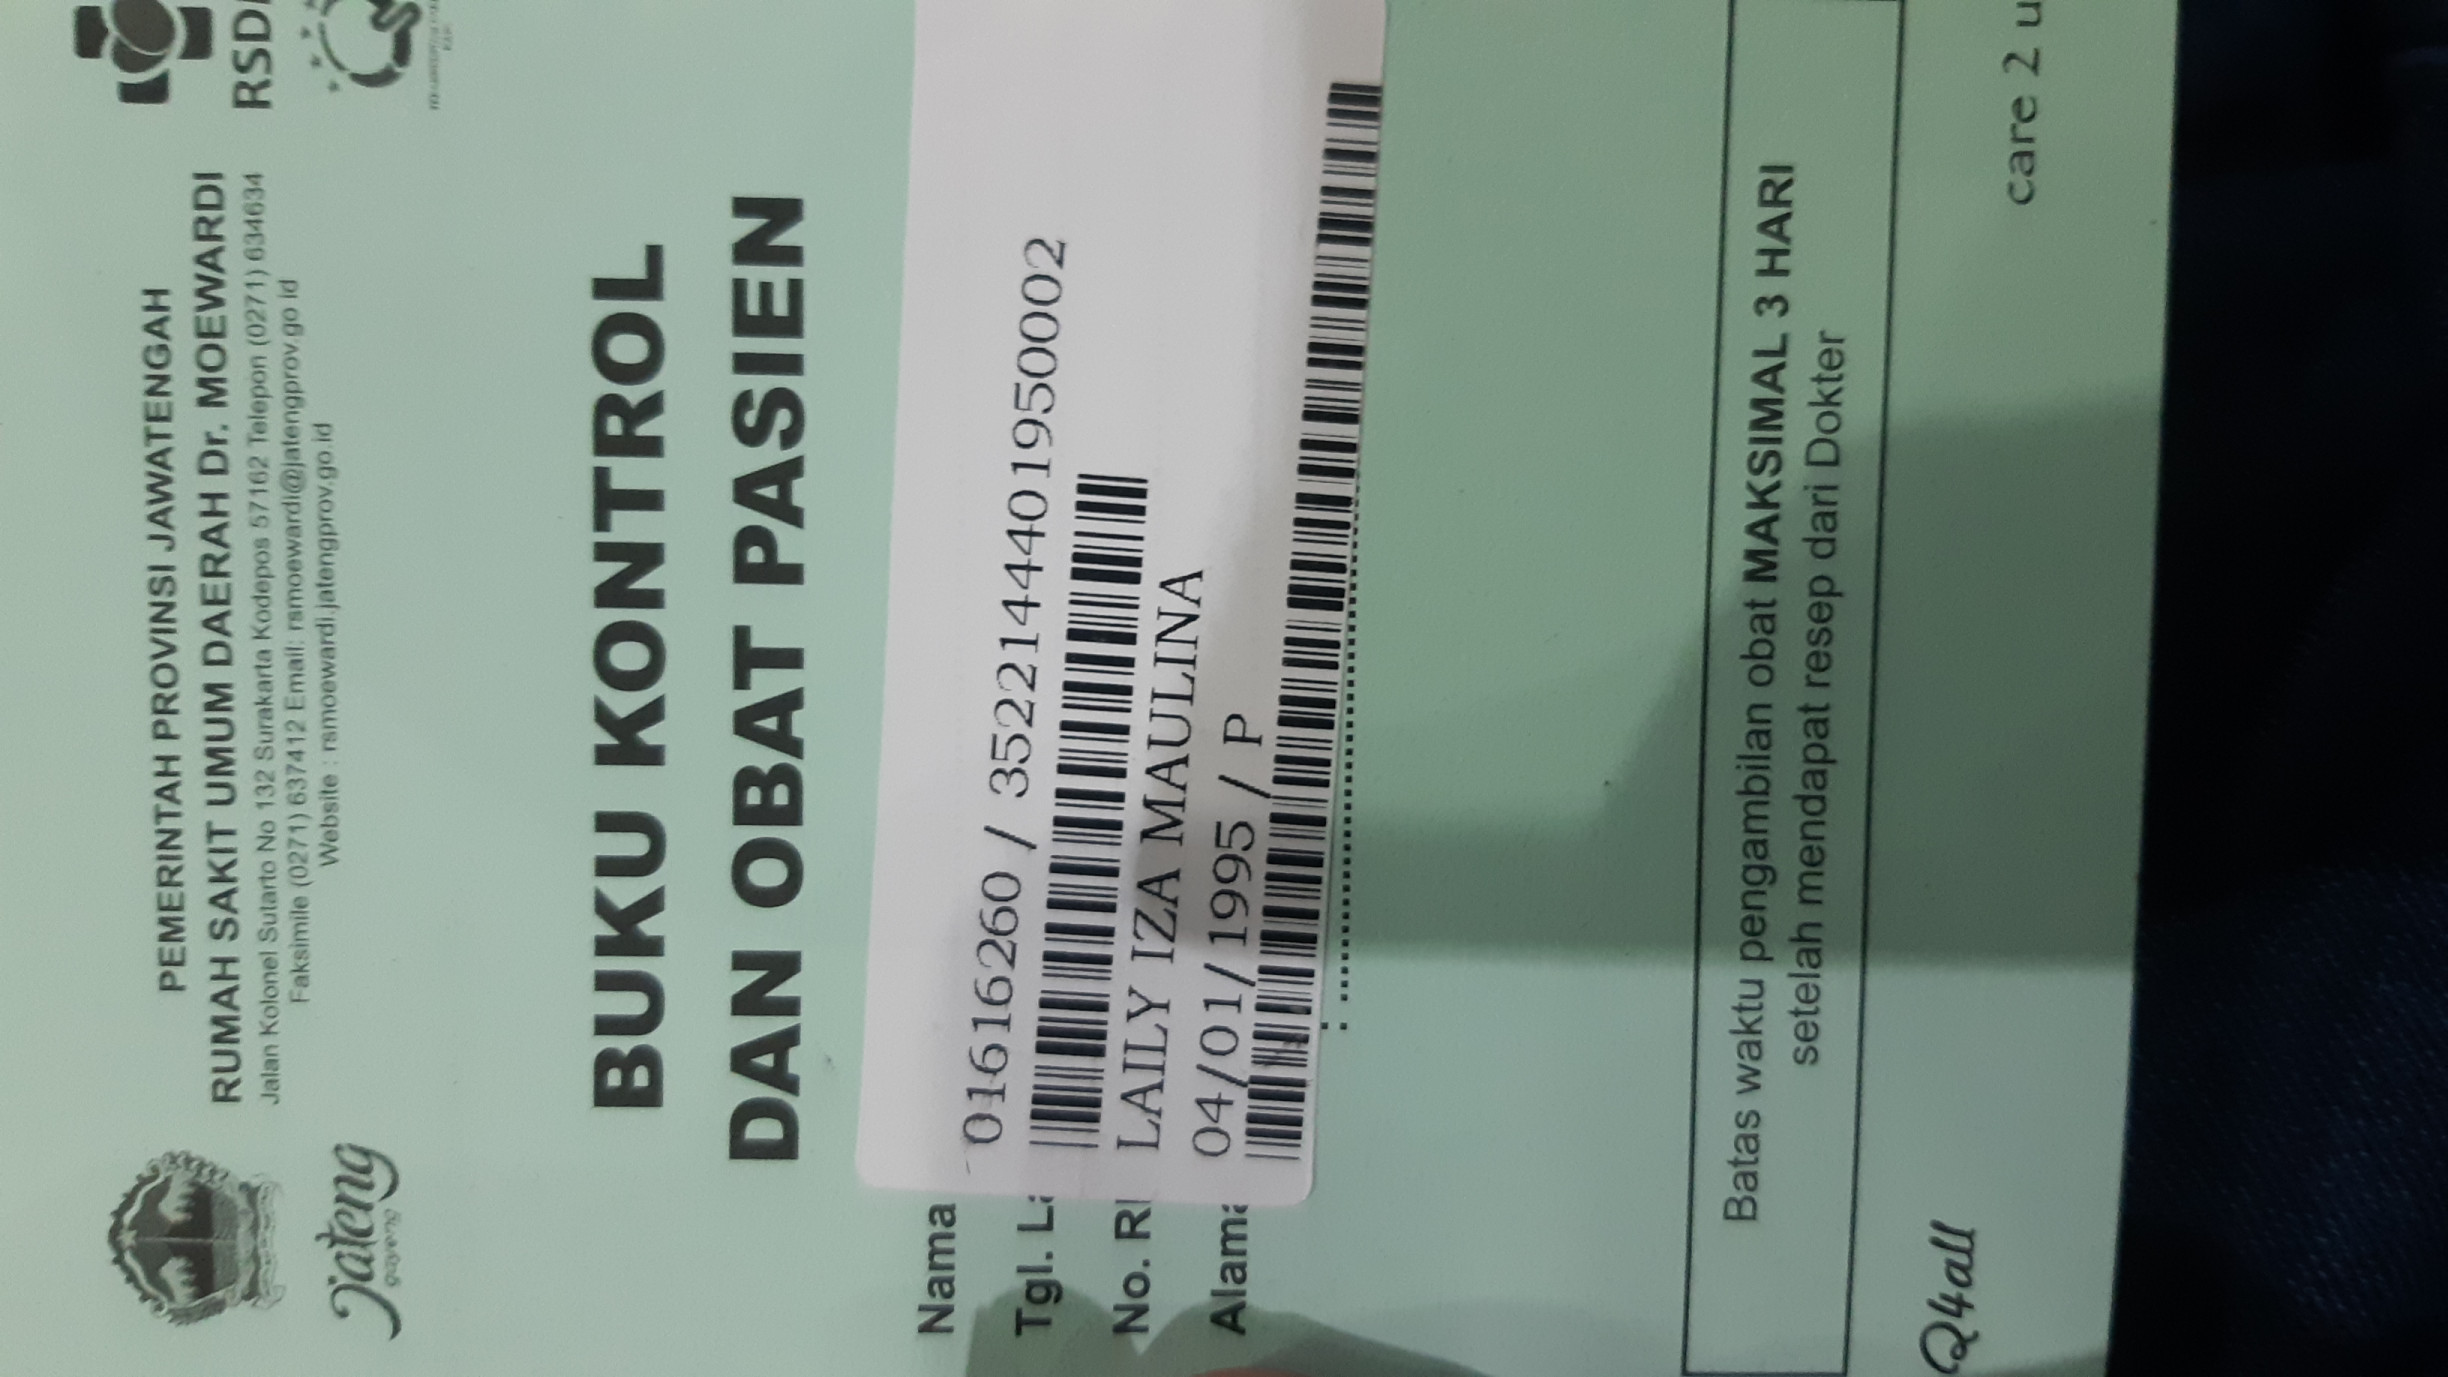 PEMERINTAH PROVINSI JAWATENGAH
RUMAH SAKIT UMUM DAERAH Dr. MOEWARDI
Jalan Kolonel Sutarto No 132 Surakarta Kodepos 57162 Telepon (0271) 634634
Faksimile (0271) 637412 Email: rsmoewardi@jatengprov.go id
Website : rsmoewardi.jatengprov.go.id
jateng
gayeng
RSD
BUKU KONTROL
DAN OBAT PASIEN
Nama
01616260 / 3522144401950002
Tgl. La
No. R
LAILY IZA MAULINA
Alama
04/01/1995 / P
Batas waktu pengambilan obat MAKSIMAL 3 HARI
setelah mendapat resep dari Dokter
Q4all
care 2 u